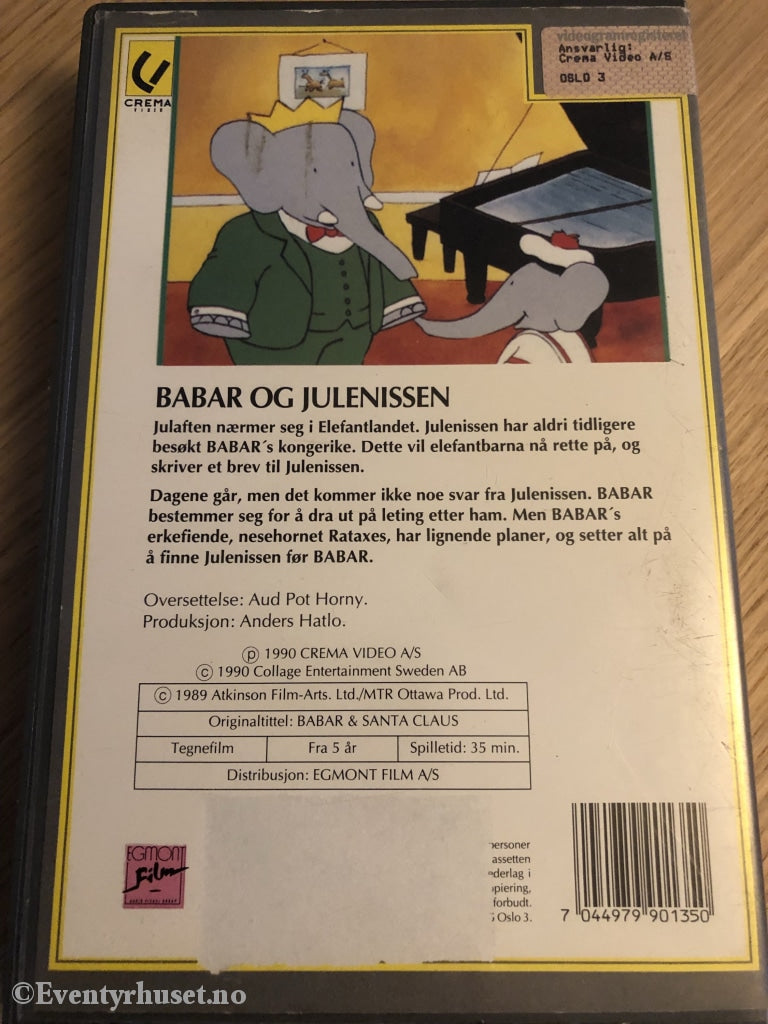 videogramregisteret
Ansvarlig:
Crema Video A/S
OSLO 3
CREMA
VIDEO
BABAR OG JULENISSEN
Julaften nærmer seg i Elefantlandet. Julenissen har aldri tidligere
besøkt BABAR´s kongerike. Dette vil elefantbarna nå rette på, og
skriver et brev til Julenissen.
Dagene går, men det kommer ikke noe svar fra Julenissen. BABAR
bestemmer seg for å dra ut på leting etter ham. Men BABAR´s
erkefiende, nesehornet Rataxes, har lignende planer, og setter alt på
å finne Julenissen før BABAR.
Oversettelse: Aud Pot Horny.
Produksjon: Anders Hatlo.
Ⓟ 1990 CREMA VIDEO A/S
© 1990 Collage Entertainment Sweden AB
© 1989 Atkinson Film-Arts. Ltd./MTR Ottawa Prod. Ltd.
Originaltittel: BABAR & SANTA CLAUS
Tegnefilm Fra 5 år Spilletid: 35 min.
Distribusjon: EGMONT FILM A/S
EGMONT
Film
personer
assetten
ederlag i
piering,
forbudt.
Oslo 3.
7 044979 901350
©Eventyrhuset.no